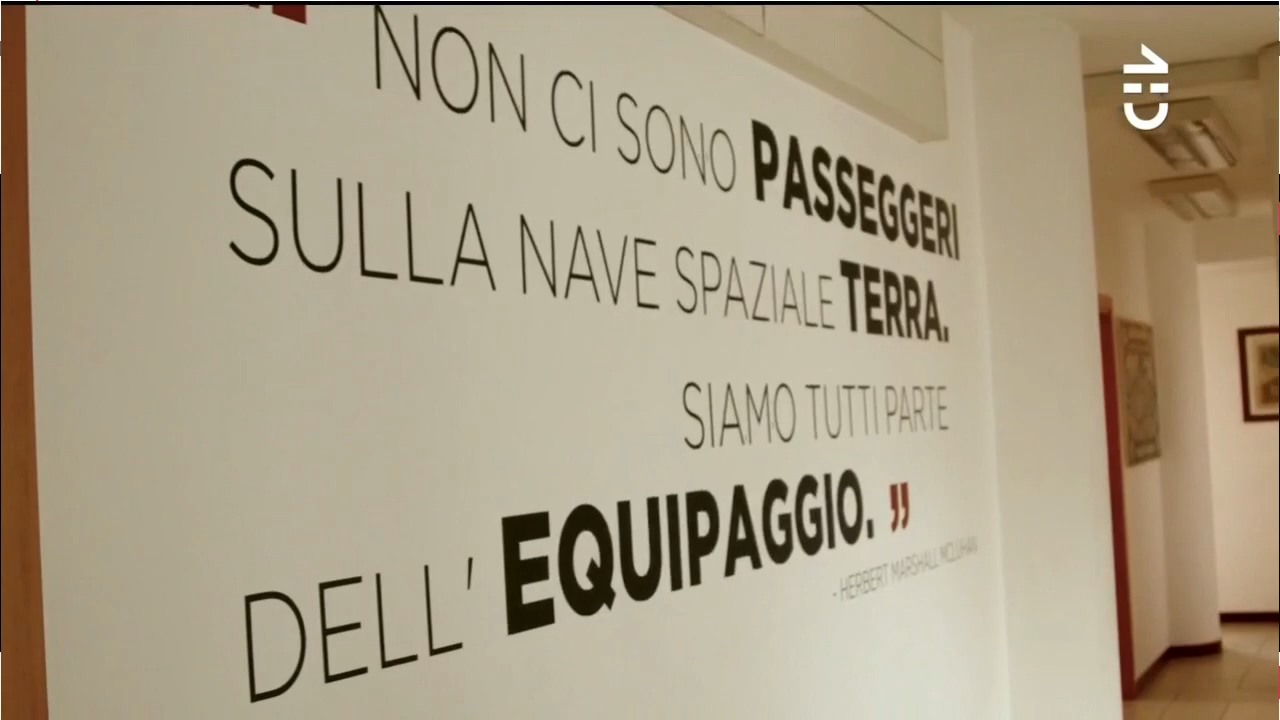 NON CI SONO PASSEGGERI
SULLA NAVE SPAZIALE TERRA.
SIAMO TUTTI PARTE
DELL' EQUIPAGGIO. ”
- HERBERT MARSHALL MCLUHAN